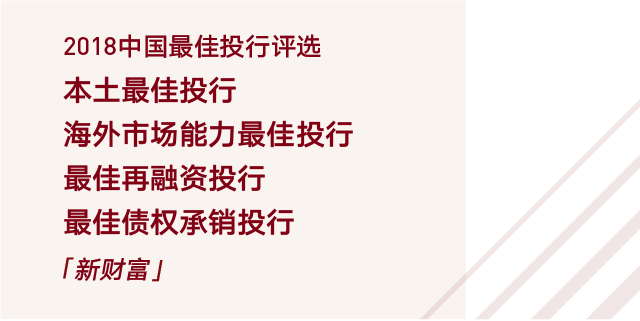 2018中国最佳投行评选
本土最佳投行
海外市场能力最佳投行
最佳再融资投行
最佳债权承销投行
「新财富」